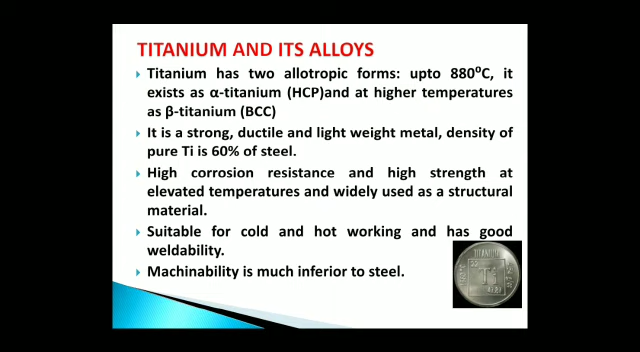 TITANIUM AND ITS ALLOYS
Titanium has two allotropic forms: upto 880⁰C, it
exists as α-titanium (HCP)and at higher temperatures
as β-titanium (BCC)
It is a strong, ductile and light weight metal, density of
pure Ti is 60% of steel.
High corrosion resistance and high strength at
elevated temperatures and widely used as a structural
material.
Suitable for cold and hot working and has good
weldability.
Machinability is much inferior to steel.
TITANIUM
Ti